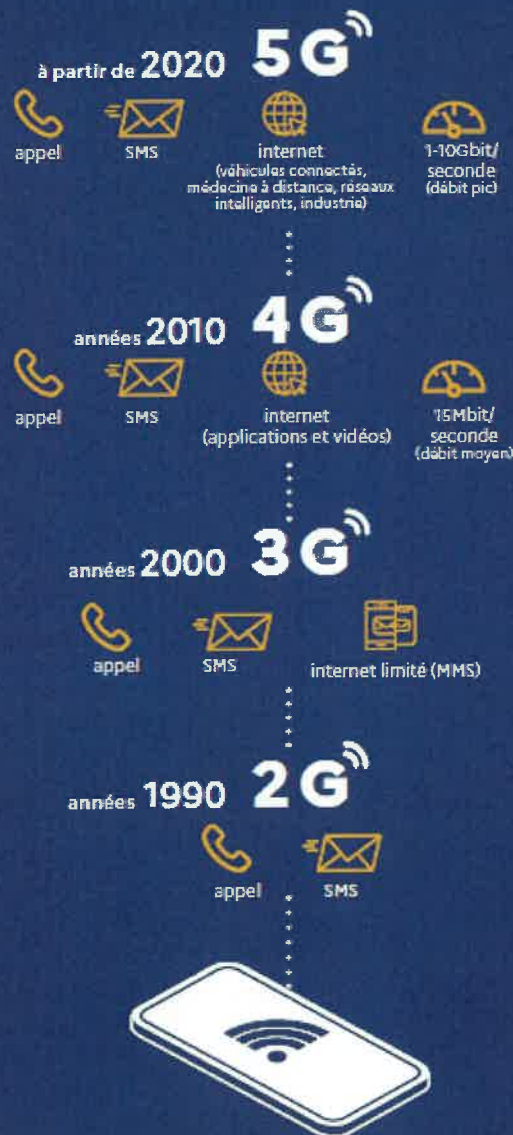 à partir de 2020 5G
appel
SMS
internet
(véhicules connectés,
médecine à distance, réseaux
intelligents, industrie)
1-10Gbit/
seconde
(débit pic)
années 2010 4G
appel
SMS
internet
(applications et vidéos)
15Mbit/
seconde
(débit moyen)
années 2000 3G
appel
SMS
internet limité (MMS)
années 1990 2G
appel
SMS